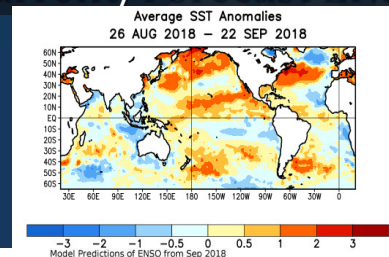 Average SST Anomalies
26 AUG 2018 – 22 SEP 2018
60N
50N
40N
30N
20N
10N
EQ
10S
20S
30S
40S
50S
60S
30E 60E 90E 120E 150E 180 150W 120W 90W 60W 30W 0
-3 -2 -1 -0.5 0 0.5 1 2 3
Model Predictions of ENSO from Sep 2018